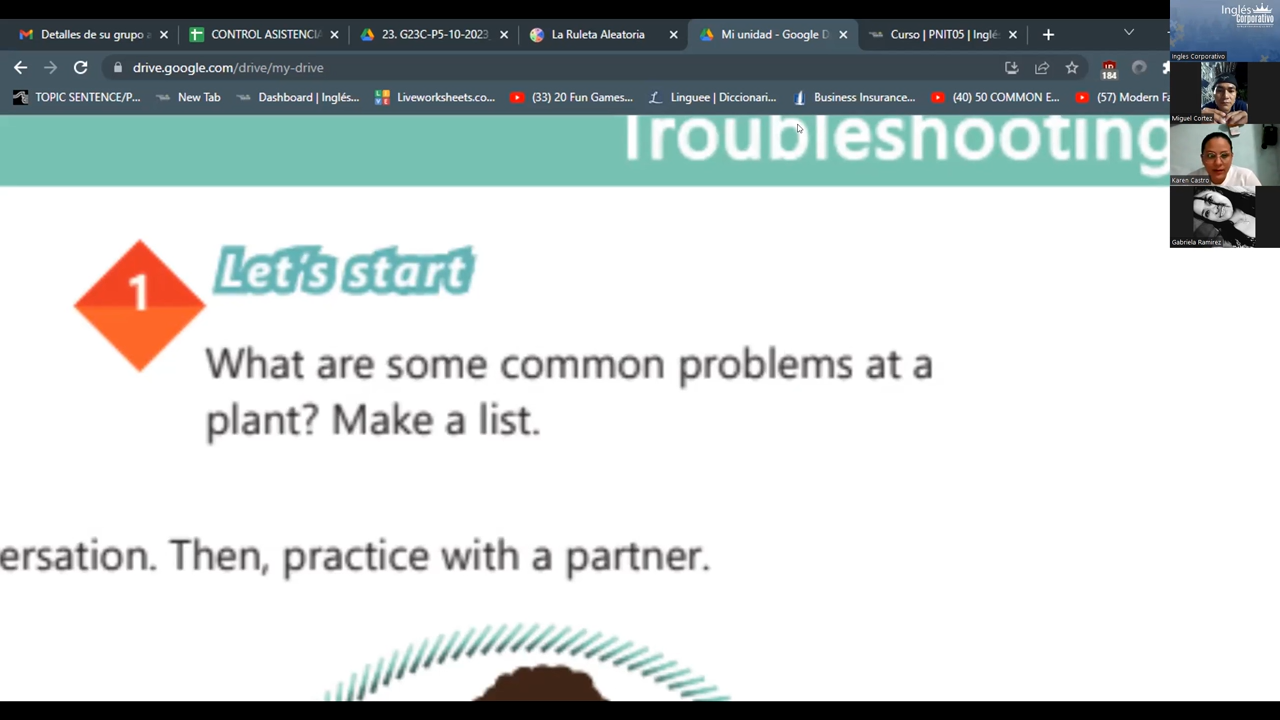 Detalles de su grupo a
CONTROL ASISTENCIA
23. G23C-P5-10-2023
La Ruleta Aleatoria
Mi unidad - Google D
Curso | PNIT05 | Inglé
drive.google.com/drive/my-drive
184
TOPIC SENTENCE/P...
New Tab
Dashboard | Inglés...
Liveworksheets.co...
(33) 20 Fun Games...
Linguee | Diccionari...
Business Insurance...
(40) 50 COMMON E...
(57) Modern Fa
Troubleshooting
1
Let's start
What are some common problems at a
plant? Make a list.
ersation. Then, practice with a partner.
Inglés
Corporativo
Ingles Corporativo
Miguel Cortez
Karen Castro
Gabriela Ramirez